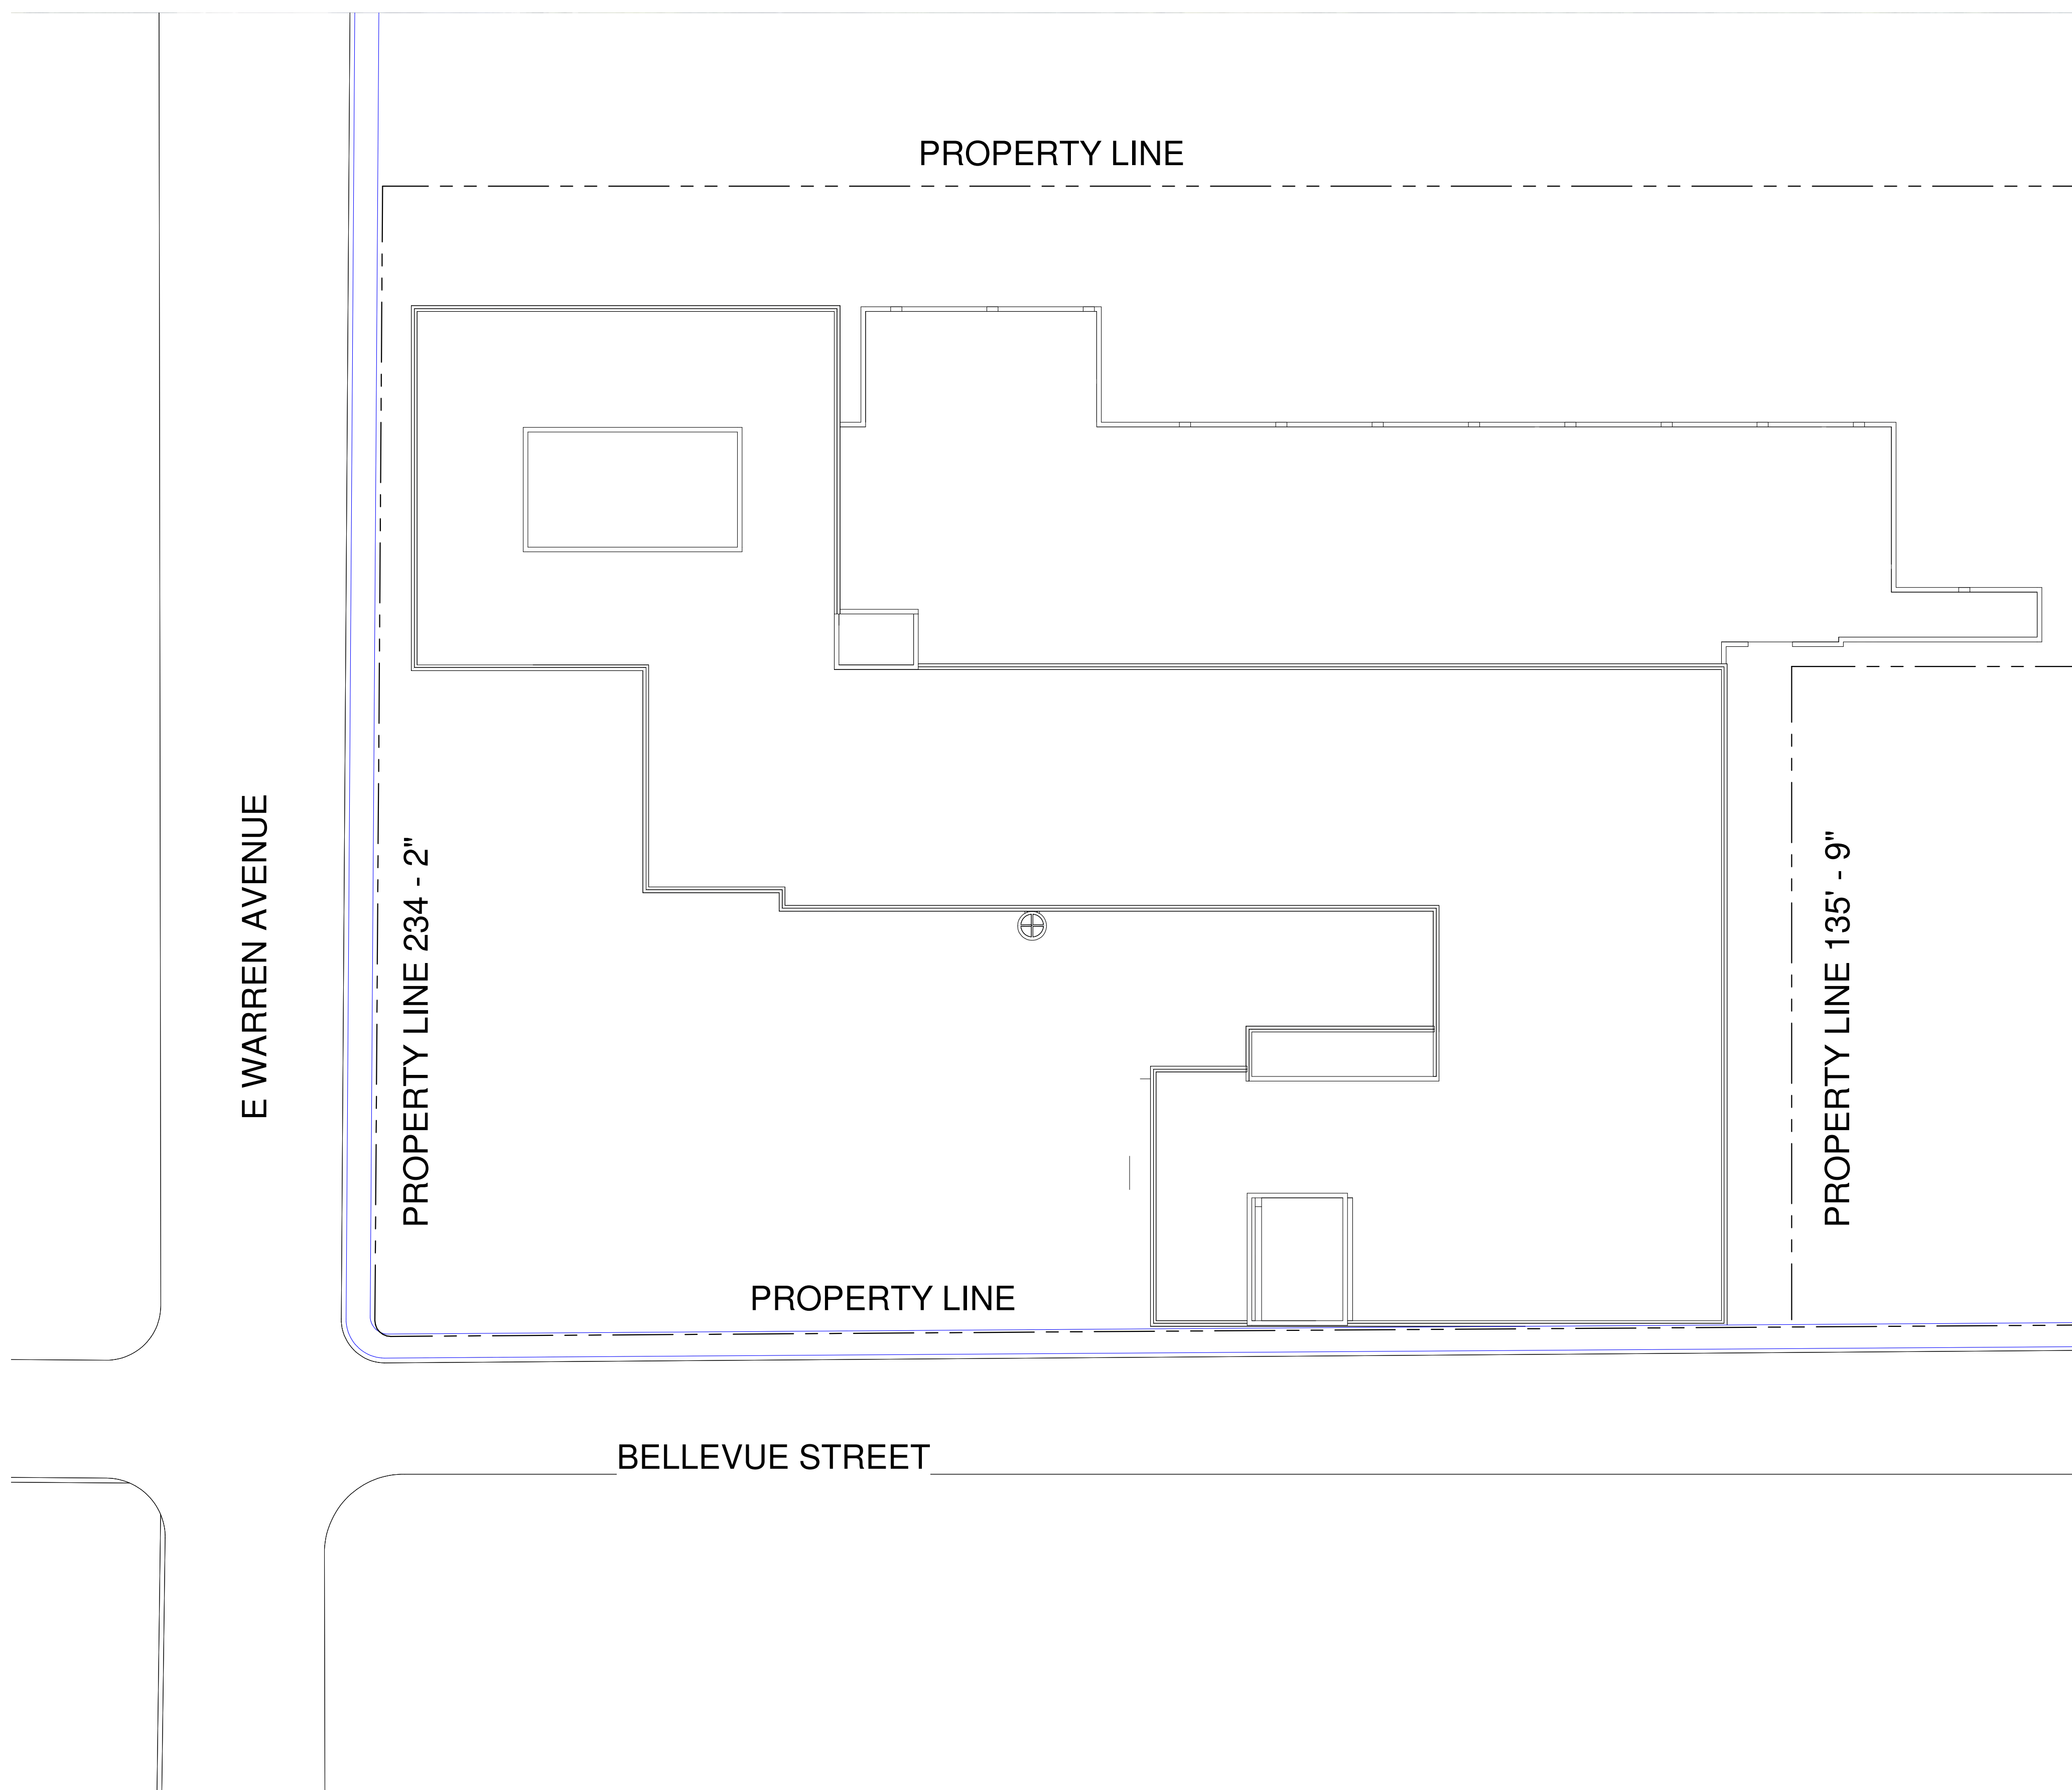 PROPERTY LINE
E WARREN AVENUE
PROPERTY LINE 234 - 2"
PROPERTY LINE 135' - 9"
PROPERTY LINE
BELLEVUE STREET